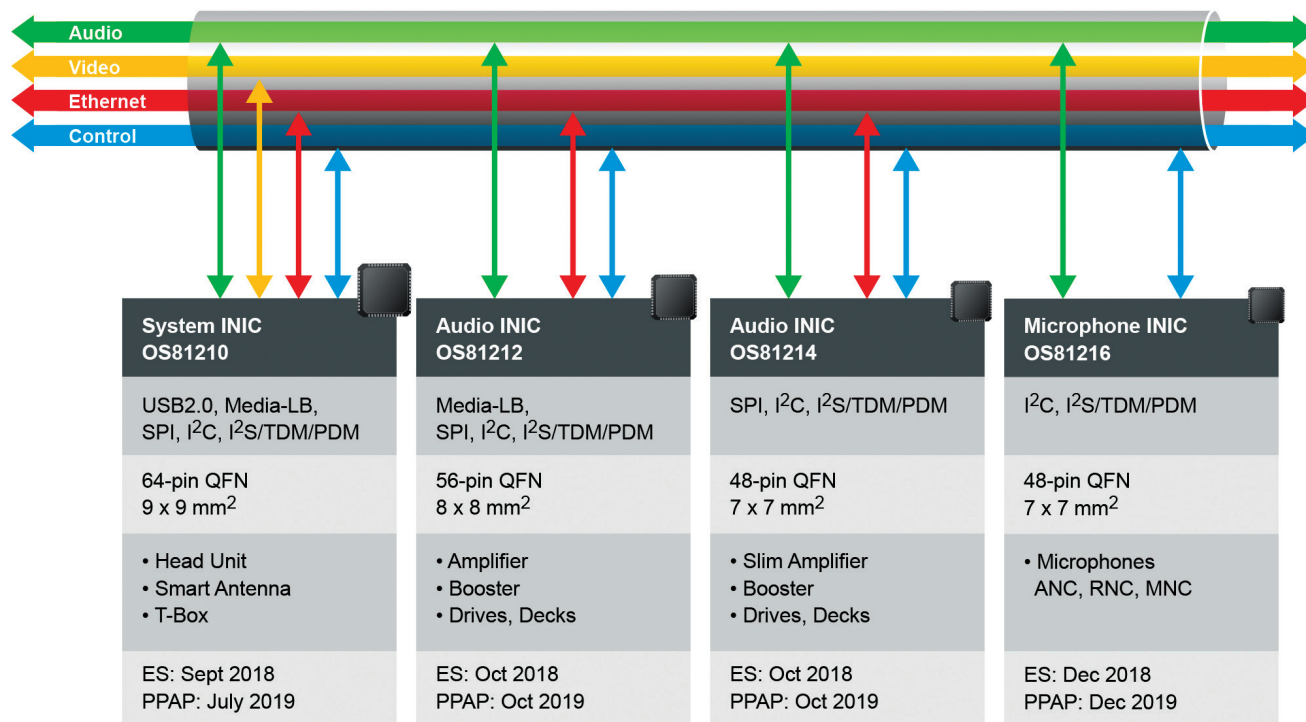 Audio
Video
Ethernet
Control
System INIC
OS81210
USB2.0, Media-LB,
SPI, I²C, I²S/TDM/PDM
64-pin QFN
9 x 9 mm²
• Head Unit
• Smart Antenna
• T-Box
ES: Sept 2018
PPAP: July 2019
Audio INIC
OS81212
Media-LB,
SPI, I²C, I²S/TDM/PDM
56-pin QFN
8 x 8 mm²
• Amplifier
• Booster
• Drives, Decks
ES: Oct 2018
PPAP: Oct 2019
Audio INIC
OS81214
SPI, I²C, I²S/TDM/PDM
48-pin QFN
7 x 7 mm²
• Slim Amplifier
• Booster
• Drives, Decks
ES: Oct 2018
PPAP: Oct 2019
Microphone INIC
OS81216
I²C, I²S/TDM/PDM
48-pin QFN
7 x 7 mm²
• Microphones
ANC, RNC, MNC
ES: Dec 2018
PPAP: Dec 2019